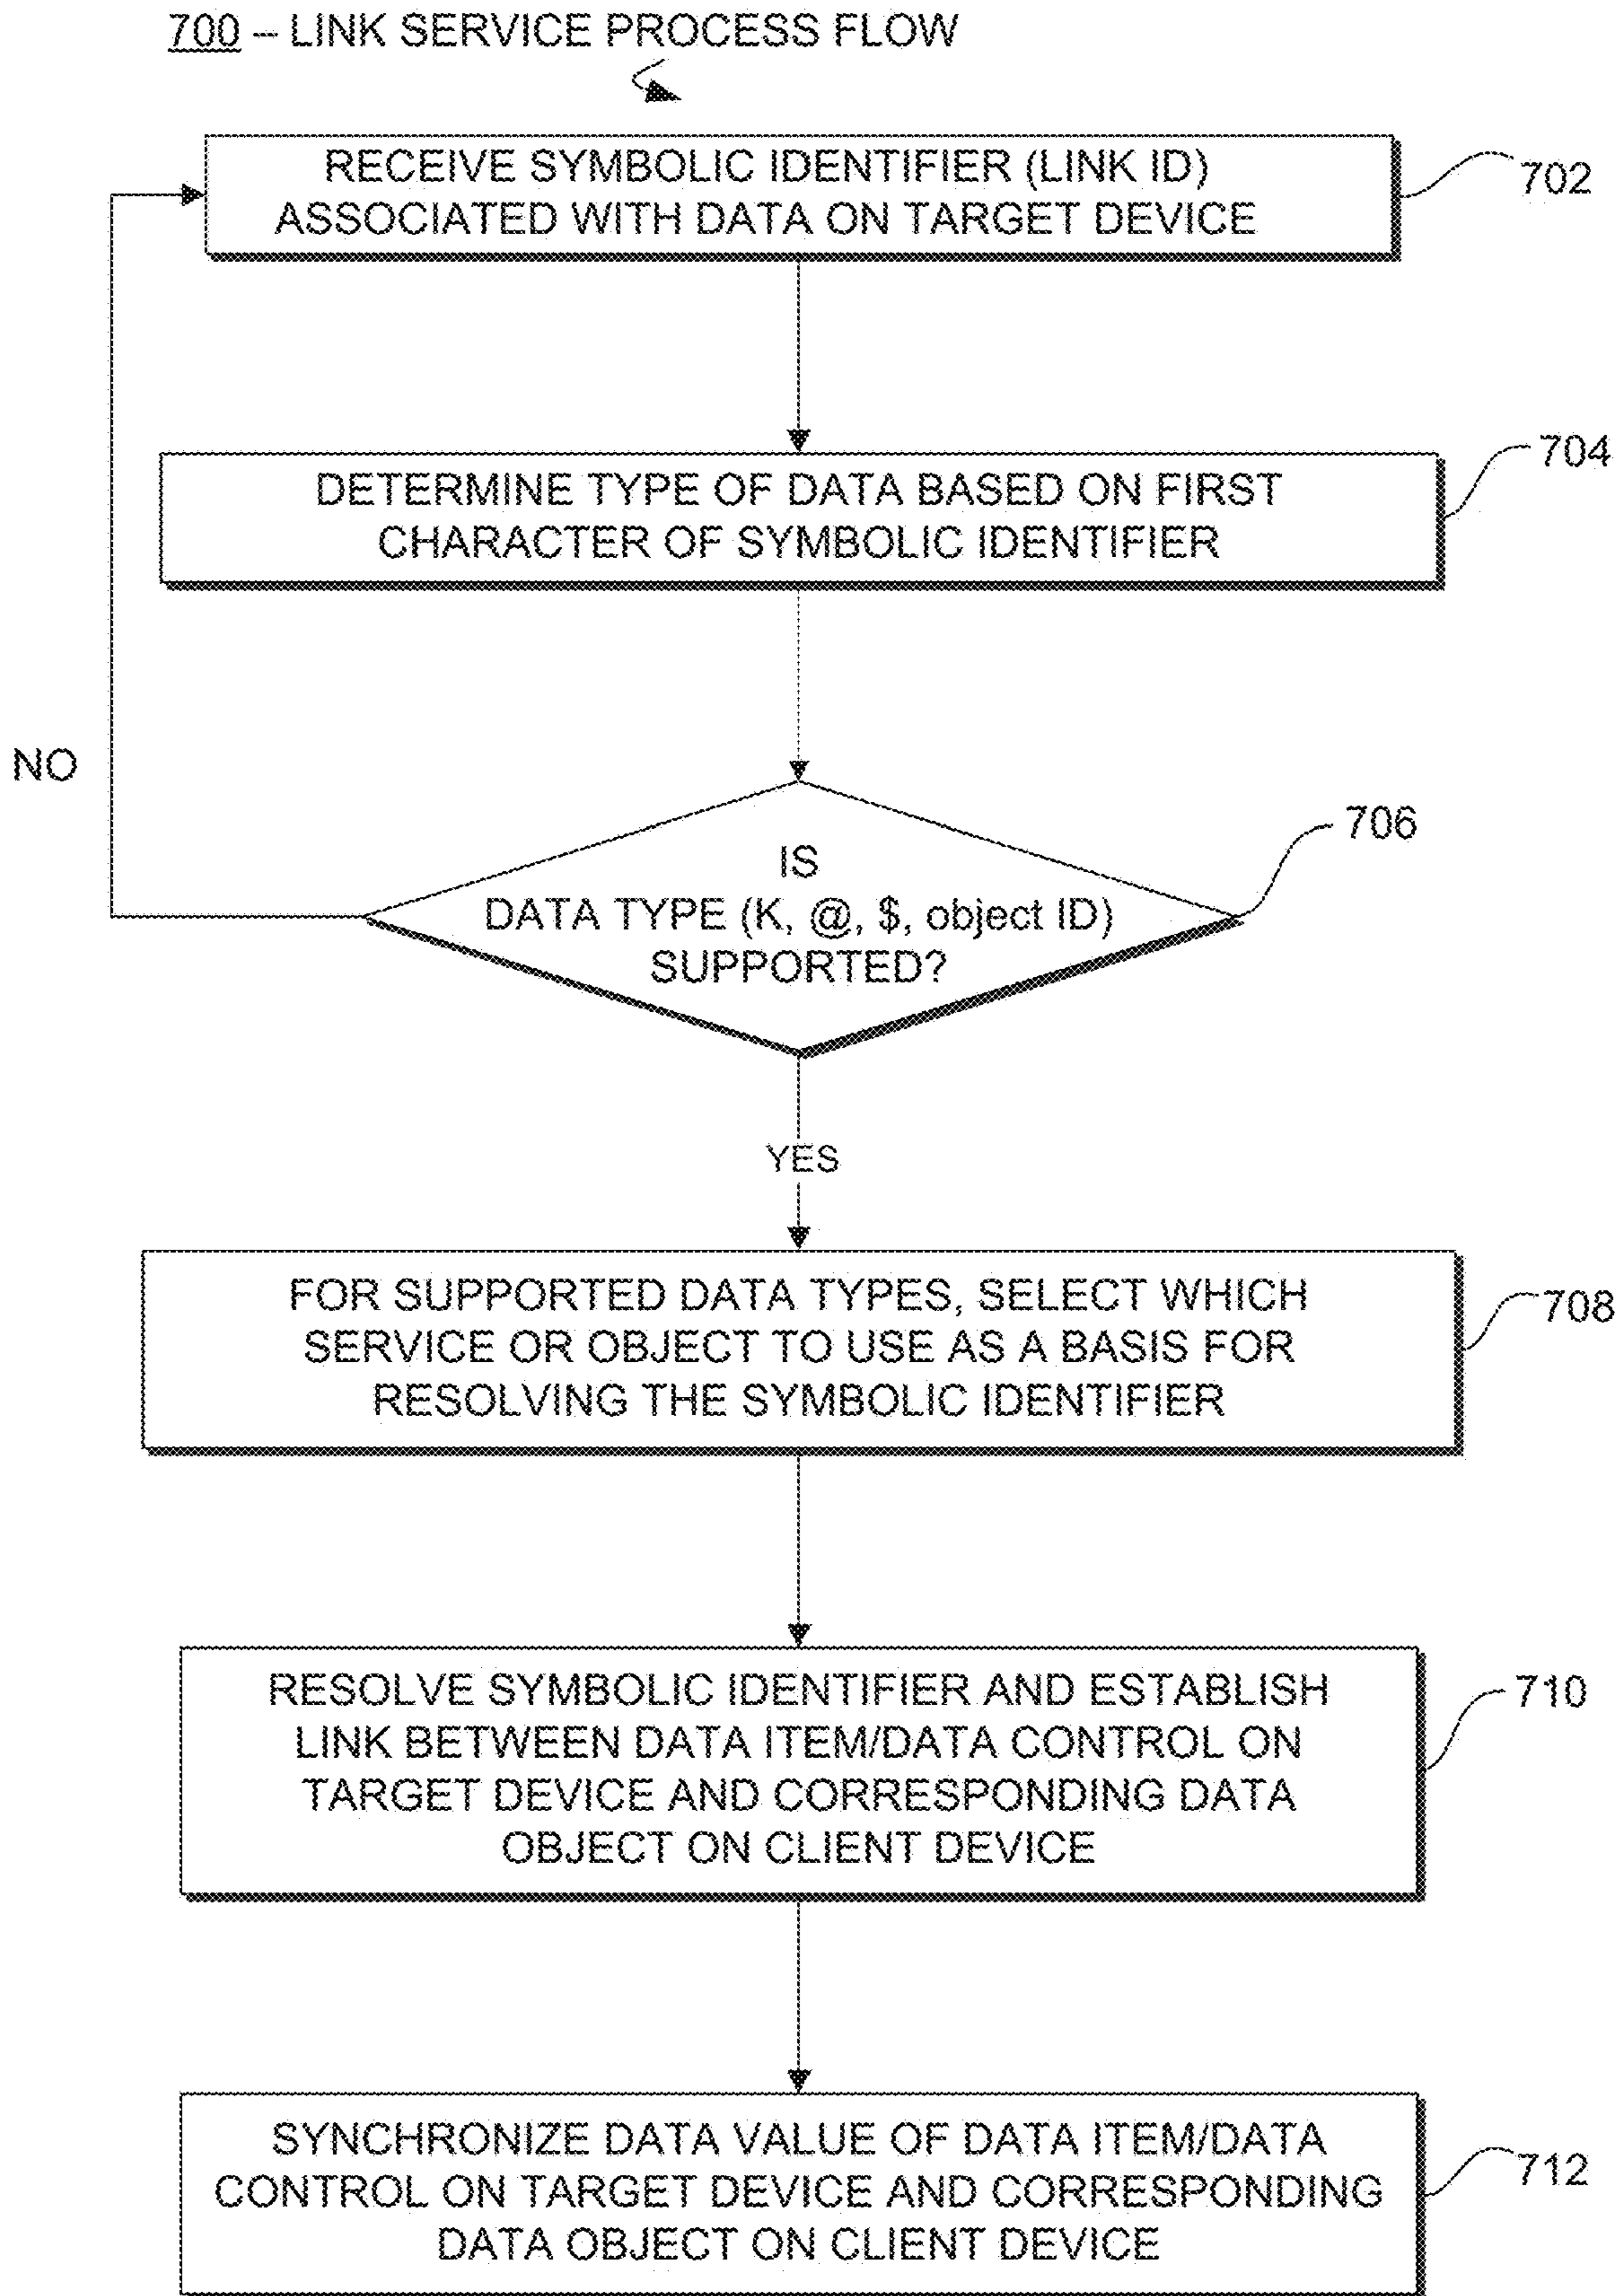 700 – LINK SERVICE PROCESS FLOW
RECEIVE SYMBOLIC IDENTIFIER (LINK ID)
ASSOCIATED WITH DATA ON TARGET DEVICE
702
DETERMINE TYPE OF DATA BASED ON FIRST
CHARACTER OF SYMBOLIC IDENTIFIER
704
NO
IS
DATA TYPE (K, @, $, object ID)
SUPPORTED?
706
YES
FOR SUPPORTED DATA TYPES, SELECT WHICH
SERVICE OR OBJECT TO USE AS A BASIS FOR
RESOLVING THE SYMBOLIC IDENTIFIER
708
RESOLVE SYMBOLIC IDENTIFIER AND ESTABLISH
LINK BETWEEN DATA ITEM/DATA CONTROL ON
TARGET DEVICE AND CORRESPONDING DATA
OBJECT ON CLIENT DEVICE
710
SYNCHRONIZE DATA VALUE OF DATA ITEM/DATA
CONTROL ON TARGET DEVICE AND CORRESPONDING
DATA OBJECT ON CLIENT DEVICE
712